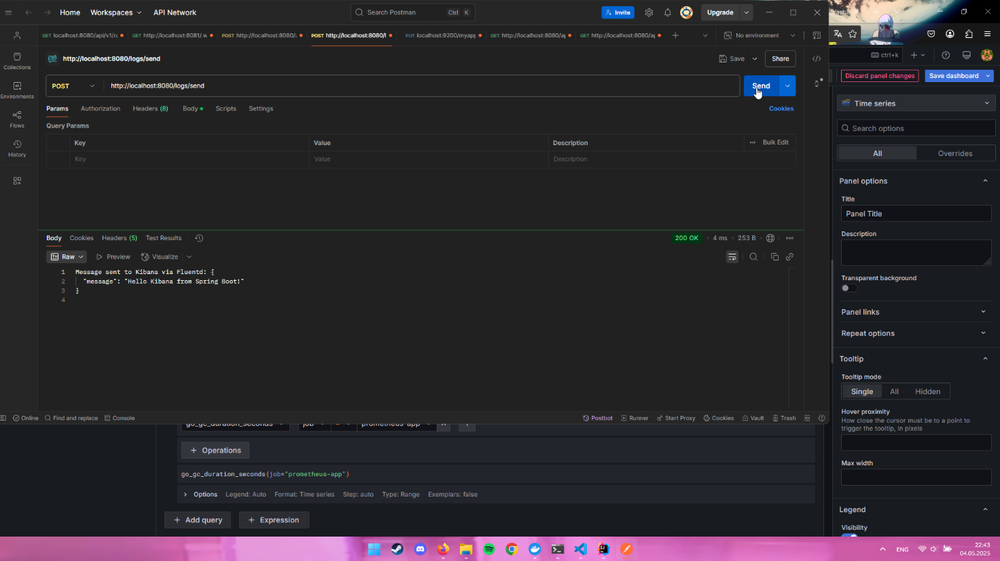 Home
Workspaces
API Network
Search Postman
Ctrl
K
Invite
Upgrade
GET localhost:8080/api/v1/r
GET http://localhost:8081/.w
POST http://localhost:8080/
POST http://localhost:8080/l
PUT localhost:9200/myapp
GET http://localhost:8080/ap
GET http://localhost:8080/ap
No environment
Collections
Environments
Flows
History
HTTP
http://localhost:8080/logs/send
Save
Share
POST
http://localhost:8080/logs/send
Send
Params
Authorization
Headers (8)
Body
Scripts
Settings
Cookies
Query Params
Key
Value
Description
Bulk Edit
Key
Value
Description
Body
Cookies
Headers (5)
Test Results
200 OK
4 ms
253 B
Raw
Preview
Visualize
1 Message sent to Kibana via Fluentd: {
2 "message": "Hello Kibana from Spring Boot!"
3 }
4
Online
Find and replace
Console
Postbot
Runner
Start Proxy
Cookies
Vault
Trash
go_gc_duration_seconds
job
=
prometheus-app
+ Operations
go_gc_duration_seconds{job="prometheus-app"}
Options
Legend: Auto
Format: Time series
Step: auto
Type: Range
Exemplars: false
+ Add query
+ Expression
ctrl+k
Discard panel changes
Save dashboard
Time series
Search options
All
Overrides
Panel options
Title
Panel Title
Description
Transparent background
Panel links
Repeat options
Tooltip
Tooltip mode
Single
All
Hidden
Hover proximity
How close the cursor must be to a point to
trigger the tooltip, in pixels
Max width
Legend
Visibility
ENG
22:43
04.05.2025